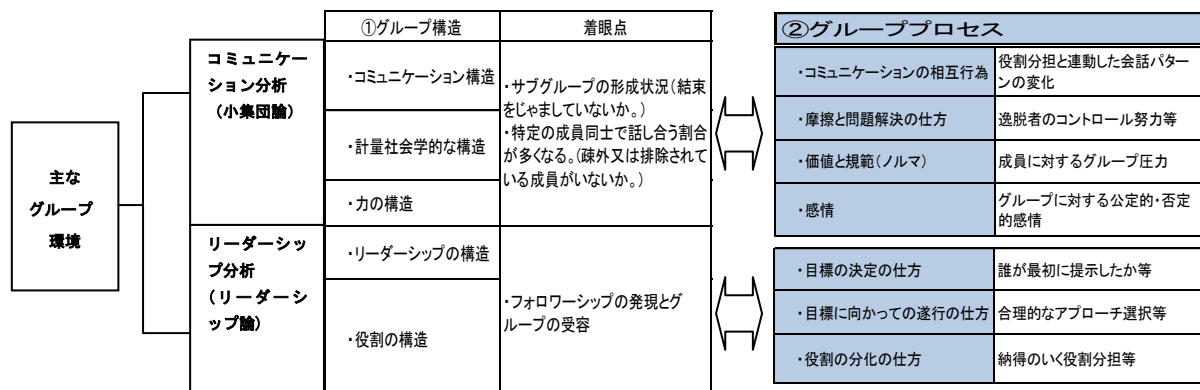 主な
グループ
環境
コミュニケー
ション分析
(小集団論)
リーダーシッ
プ分析
(リーダーシ
ップ論)
①グループ構造
・コミュニケーション構造
・計量社会学的な構造
・力の構造
・リーダーシップの構造
・役割の構造
着眼点
・サブグループの形成状況(結束
をじゃましていないか。)
・特定の成員同士で話し合う割合
が多くなる。(疎外又は排除されて
いる成員がいないか。)
・フォロワーシップの発現とグ
ループの受容
②グループプロセス
・コミュニケーションの相互行為
役割分担と連動した会話パター
ンの変化
・摩擦と問題解決の仕方
逸脱者のコントロール努力等
・価値と規範(ノルマ)
成員に対するグループ圧力
・感情
グループに対する公定的・否定
的感情
・目標の決定の仕方
誰が最初に提示したか等
・目標に向かっての遂行の仕方
合理的なアプローチ選択等
・役割の分化の仕方
納得のいく役割分担等